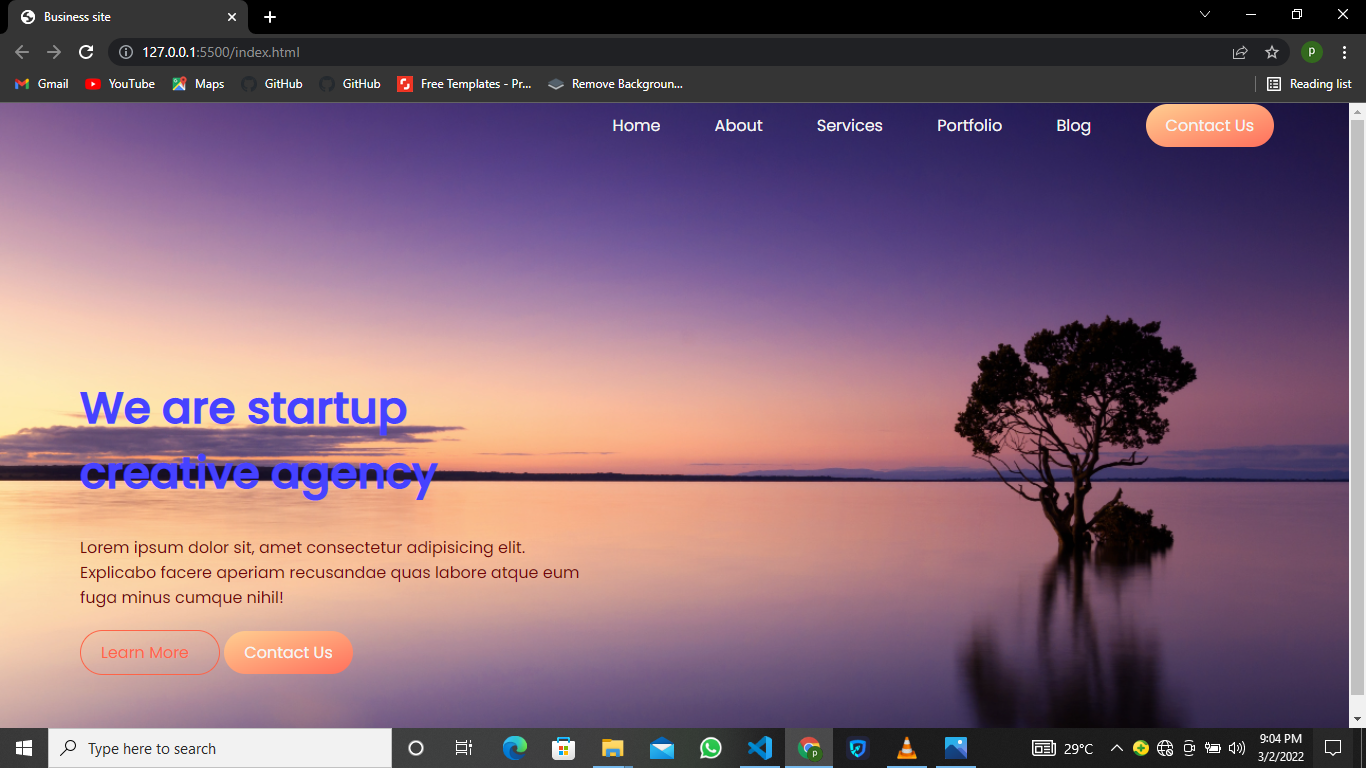 Business site
127.0.0.1:5500/index.html
P
Gmail YouTube Maps GitHub GitHub Free Templates - Pr... Remove Backgroun... Reading list
Home About Services Portfolio Blog Contact Us
We are startup
creative agency
Lorem ipsum dolor sit, amet consectetur adipisicing elit.
Explicabo facere aperiam recusandae quas labore atque eum
fuga minus cumque nihil!
Learn More Contact Us
Type here to search
29°C
9:04 PM
3/2/2022